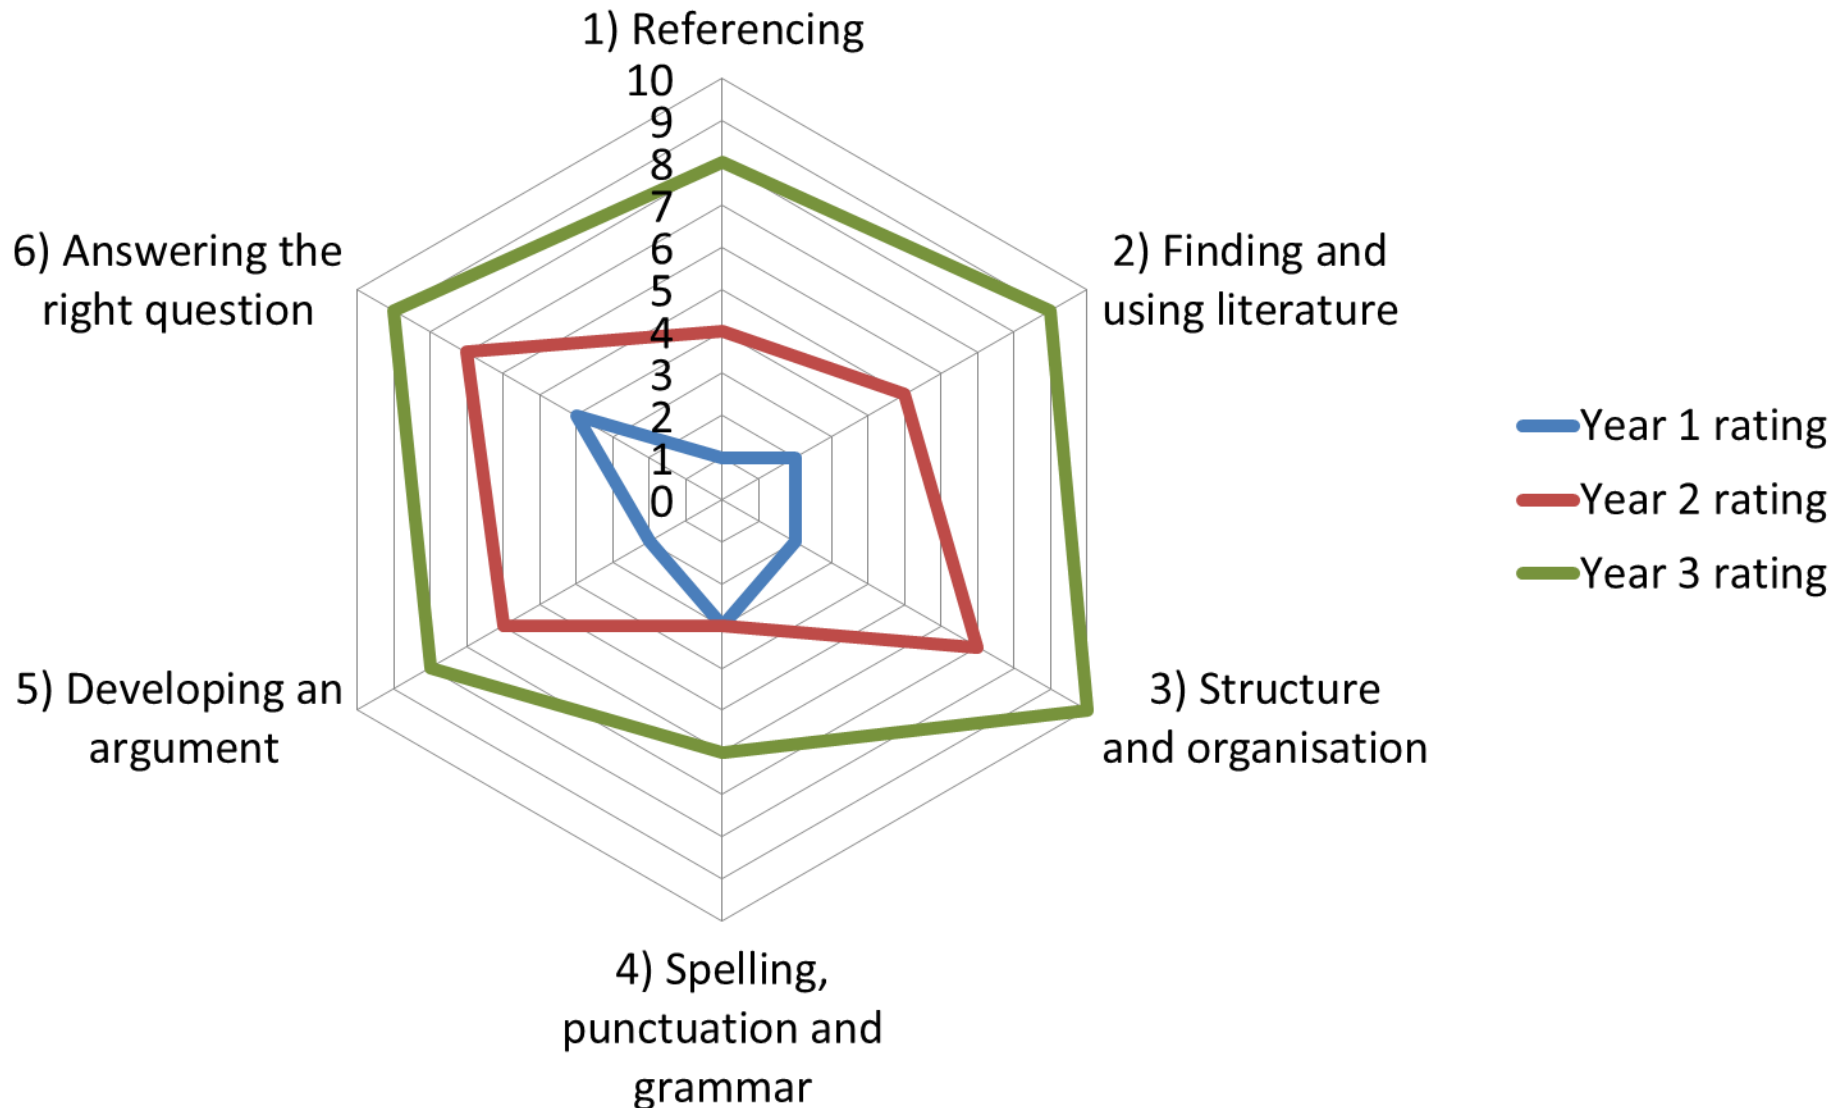 1) Referencing
10
9
8
7
6
5
4
3
2
1
0
2) Finding and
using literature
3) Structure
and organisation
4) Spelling,
punctuation and
grammar
5) Developing an
argument
6) Answering the
right question
Year 1 rating
Year 2 rating
Year 3 rating